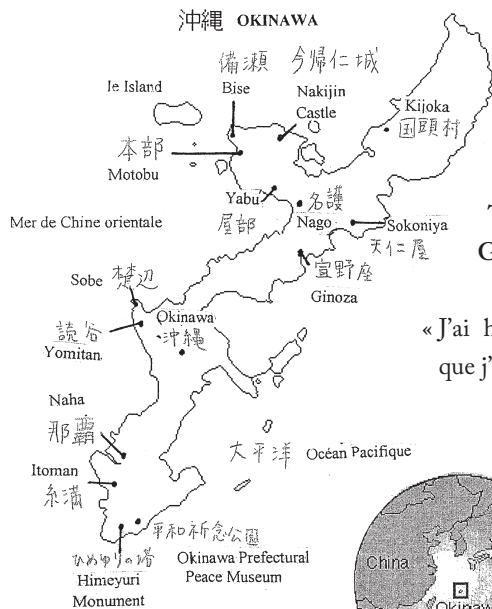 沖縄 OKINAWA
備瀬 今帰仁城
Ie Island
Bise
Nakijin
Castle
Kijoka
国頭村
本部
Motobu
Yabu
屋部
名護
Nago
Sokoniya
天仁屋
Mer de Chine orientale
宜野座
Ginoza
G
Sobe 楚辺
読谷
Yomitan
Okinawa
沖縄
« J'ai h
que j'
Naha
那覇
大平洋 Océan Pacifique
Itoman
糸満
平和祈念公園
ひめゆりの塔
Himeyuri
Monument
Okinawa Prefectural
Peace Museum
China
Okinawa